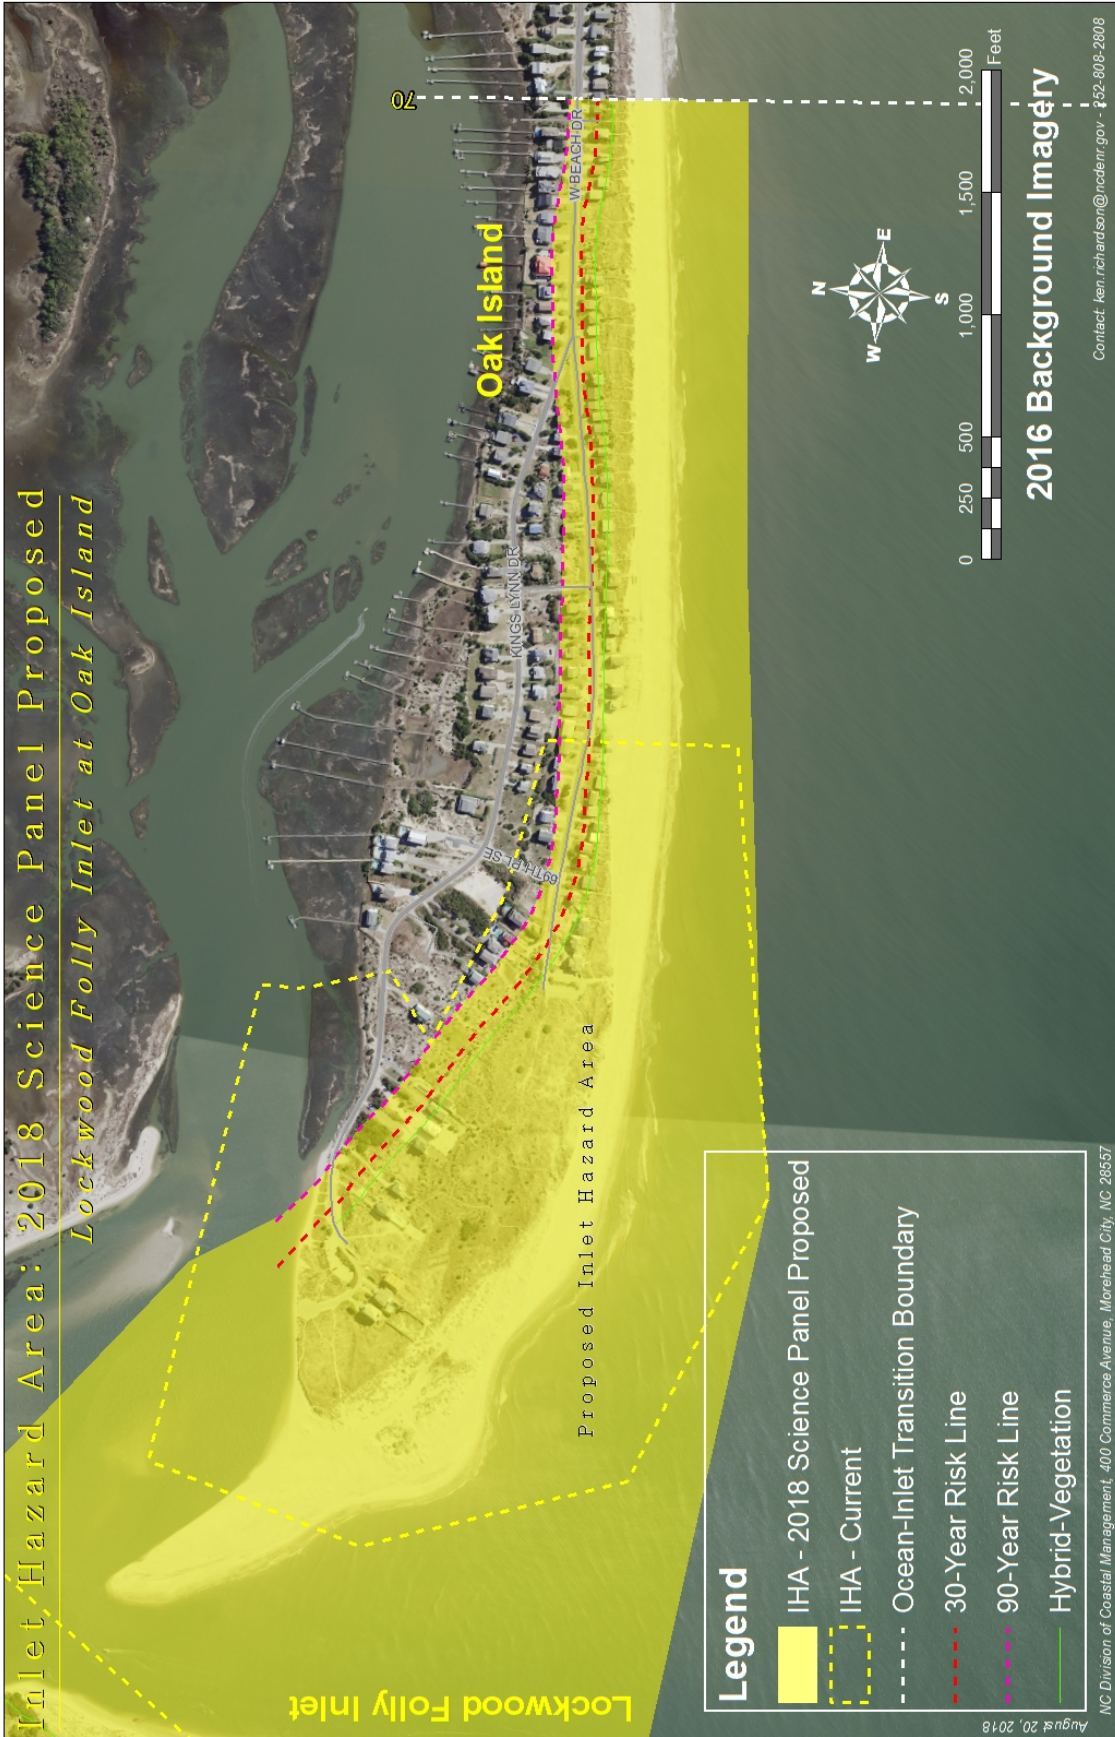 Inlet Hazard Area: 2018 Science Panel Proposed
Lockwood Folly Inlet at Oak Island
70
W BEACH DR
Oak Island
KINGS LYNN DR
69TH PL SE
Proposed Inlet Hazard Area
Lockwood Folly Inlet
N
W
E
S
0 250 500 1,000 1,500 2,000
Feet
2016 Background Imagery
Contact: ken.richardson@ncdenr.gov - 252-808-2808
Legend
IHA - 2018 Science Panel Proposed
IHA - Current
Ocean-Inlet Transition Boundary
30-Year Risk Line
90-Year Risk Line
Hybrid-Vegetation
August 20, 2018
NC Division of Coastal Management, 400 Commerce Avenue, Morehead City, NC 28557